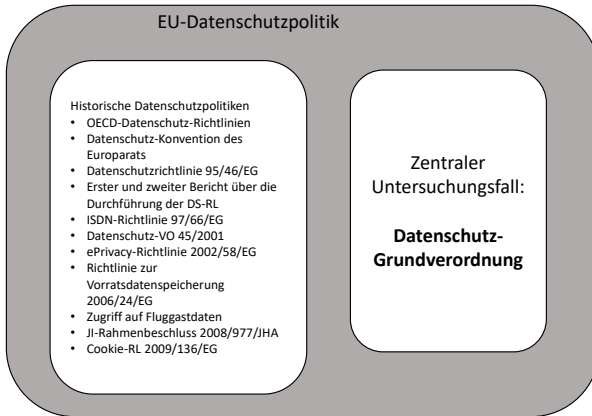 EU-Datenschutzpolitik
Historische Datenschutzpolitiken
• OECD-Datenschutz-Richtlinien
• Datenschutz-Konvention des
Europarats
• Datenschutzrichtlinie 95/46/EG
• Erster und zweiter Bericht über die
Durchführung der DS-RL
• ISDN-Richtlinie 97/66/EG
• Datenschutz-VO 45/2001
• ePrivacy-Richtlinie 2002/58/EG
• Richtlinie zur
Vorratsdatenspeicherung
2006/24/EG
• Zugriff auf Fluggastdaten
• JI-Rahmenbeschluss 2008/977/JHA
• Cookie-RL 2009/136/EG
Zentraler
Untersuchungsfall:
Datenschutz-
Grundverordnung